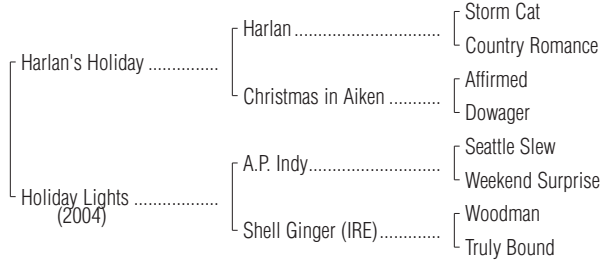 Storm Cat
Harlan ....................................
Country Romance
Harlan's Holiday ...............
Affirmed
Christmas in Aiken ...........
Dowager
Seattle Slew
A.P. Indy.................................
Weekend Surprise
Holiday Lights ..................
(2004)
Woodman
Shell Ginger (IRE)...............
Truly Bound